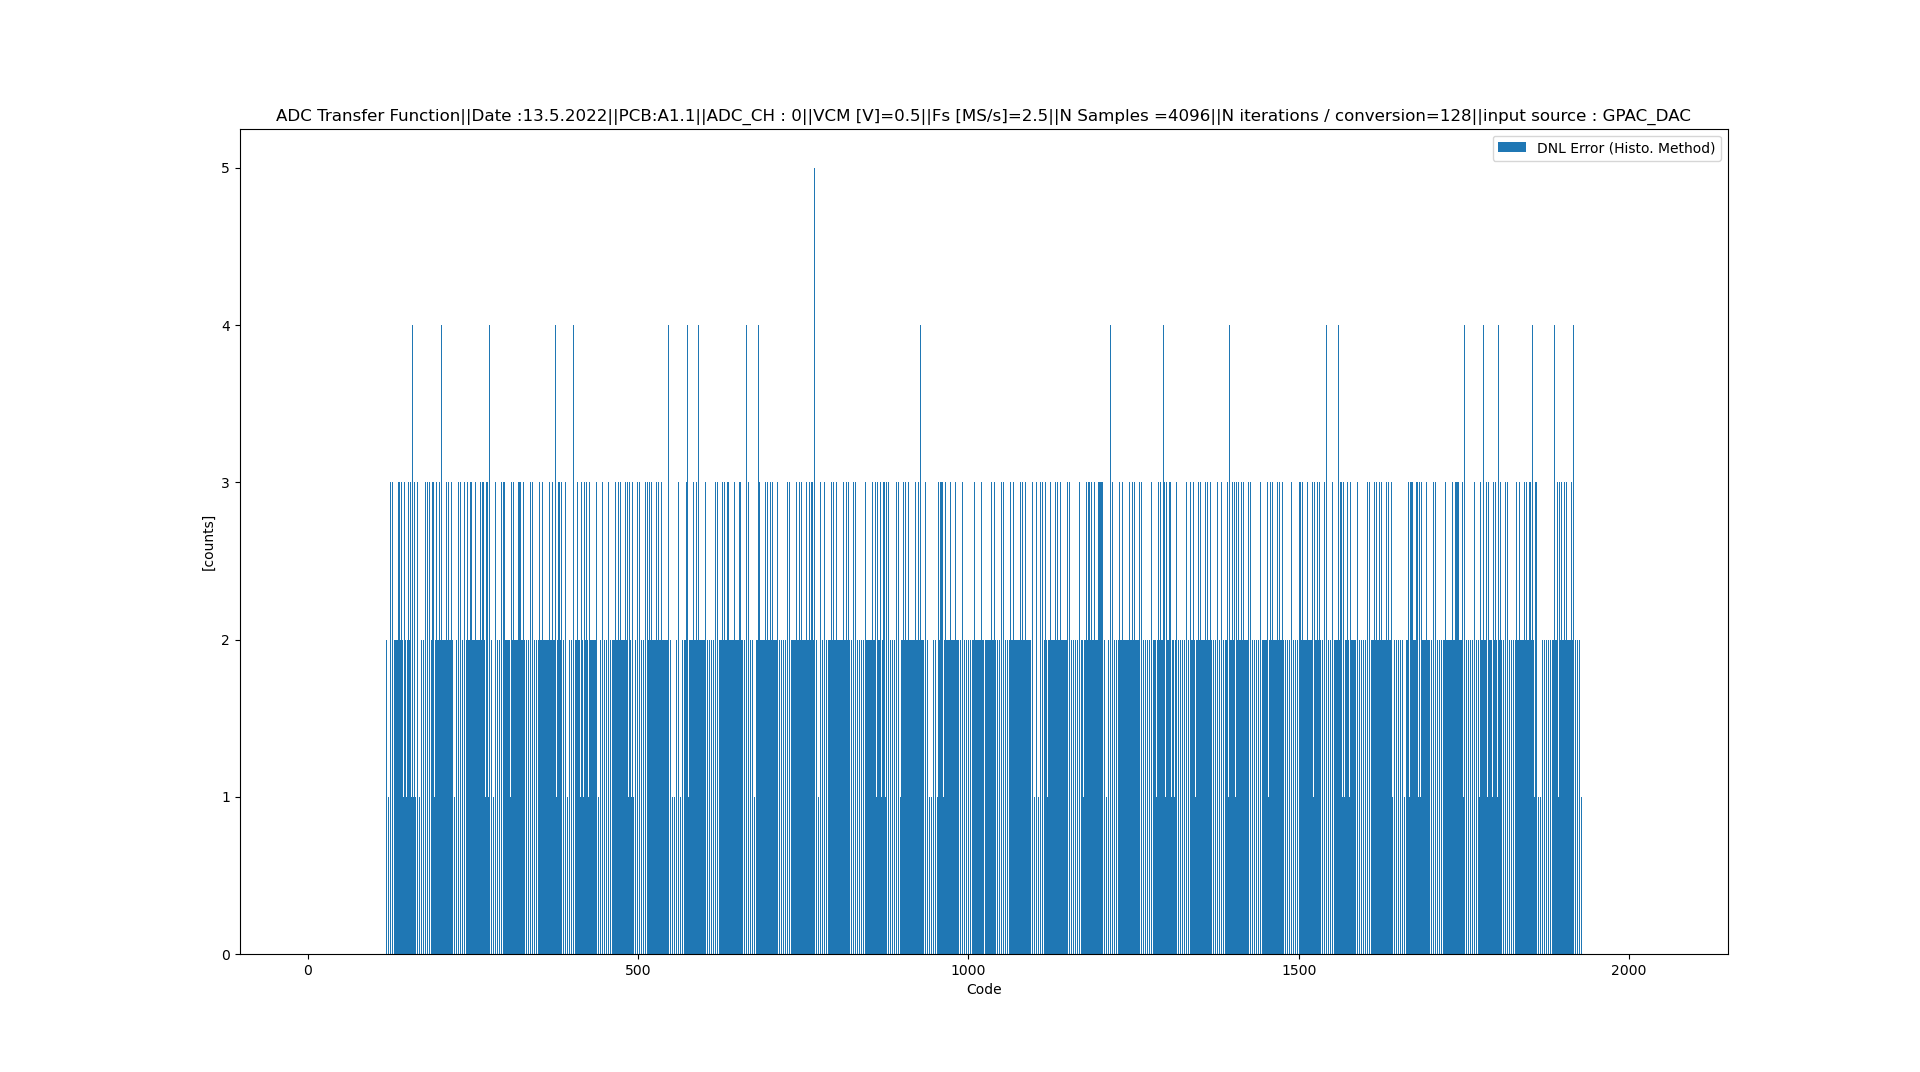 ADC Transfer Function||Date :13.5.2022||PCB:A1.1||ADC_CH : 0||VCM [V]=0.5||Fs [MS/s]=2.5||N Samples =4096||N iterations / conversion=128||input source : GPAC_DAC
DNL Error (Histo. Method)
5
4
3
2
1
0
[counts]
0 500 1000 1500 2000
Code